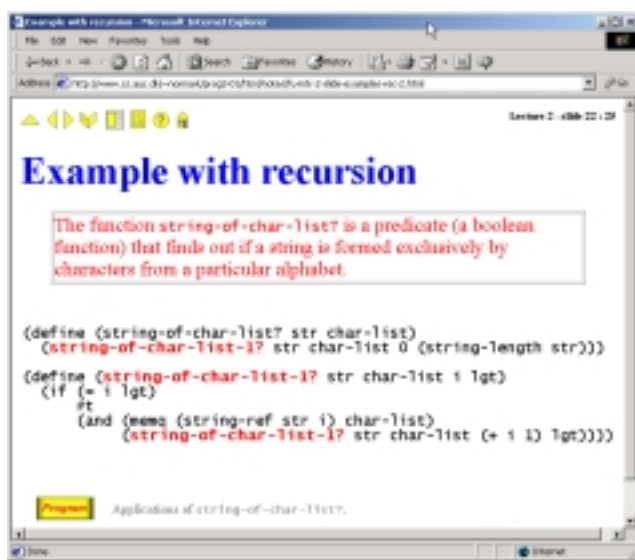 Example with recursion - Microsoft Internet Explorer
File Edit View Favorites Tools Help
Back Search Favorites History
Address
Lecture 2 - slide 22 : 29
Example with recursion
The function string-of-char-list? is a predicate (a boolean
function) that finds out if a string is formed exclusively by
characters from a particular alphabet.
(define (string-of-char-list? str char-list)
(string-of-char-list-1? str char-list 0 (string-length str)))
(define (string-of-char-list-1? str char-list i lgt)
(if (= i lgt)
#t
(and (memq (string-ref str i) char-list)
(string-of-char-list-1? str char-list (+ i 1) lgt))))
Program Applications of string-of-char-list?.
Done Internet